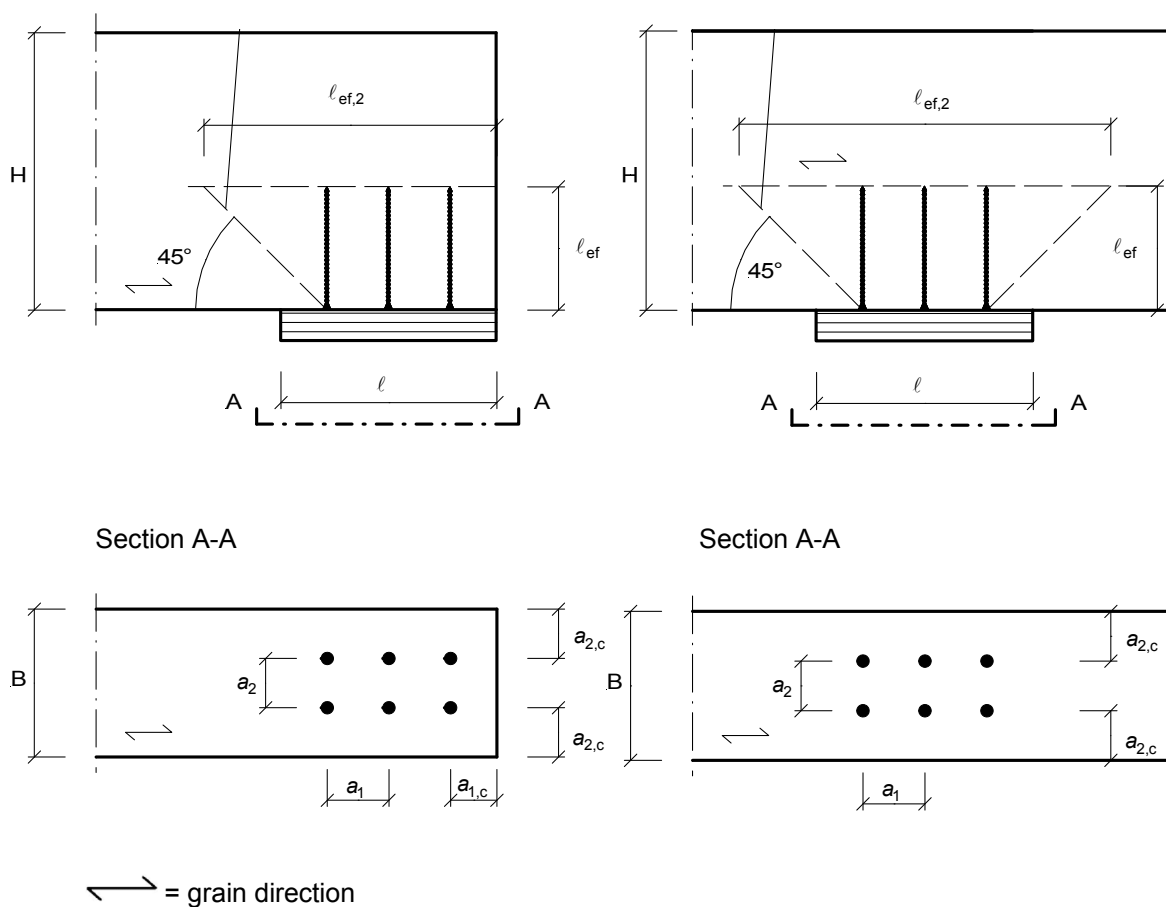 ℓef,2
H
45°
ℓef
ℓ
A A
ℓef,2
H
45°
ℓef
ℓ
A A
Section A-A
Section A-A
B
a2
a2,c
a2,c
a1
a1,c
B
a2
a2,c
a2,c
a1
= grain direction